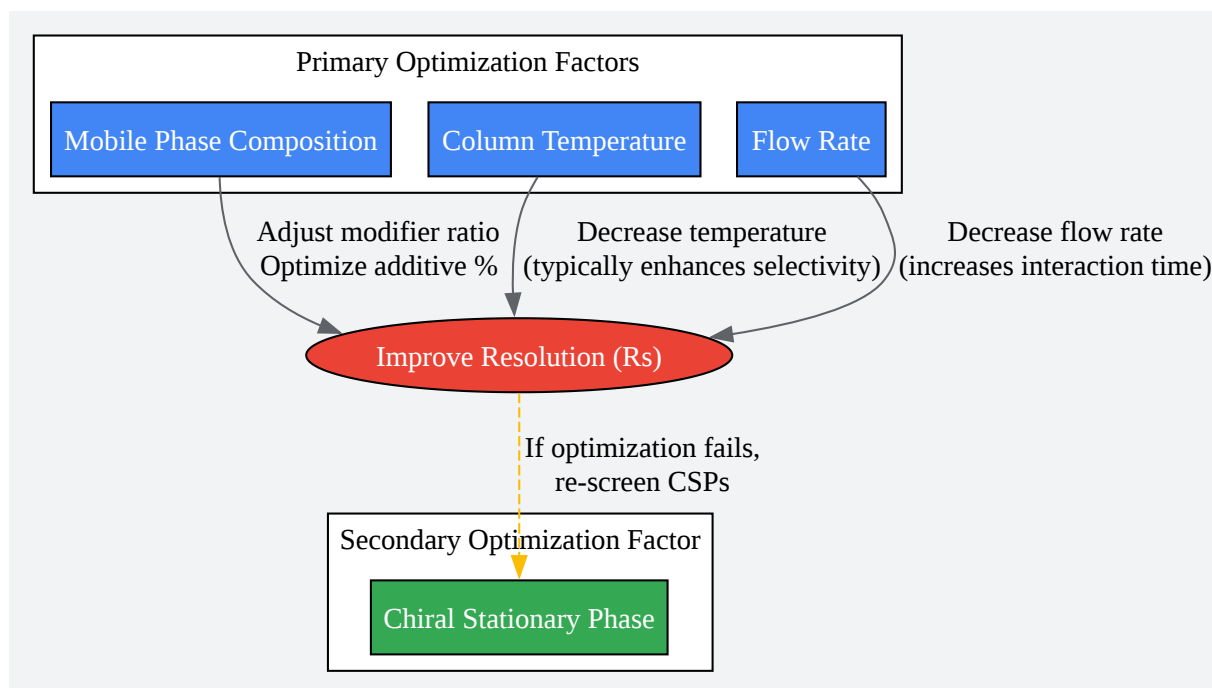 Primary Optimization Factors
Mobile Phase Composition
Column Temperature
Flow Rate
Adjust modifier ratio
Optimize additive %
Decrease temperature
(typically enhances selectivity)
Decrease flow rate
(increases interaction time)
Improve Resolution (Rs)
If optimization fails,
re-screen CSPs
Secondary Optimization Factor
Chiral Stationary Phase